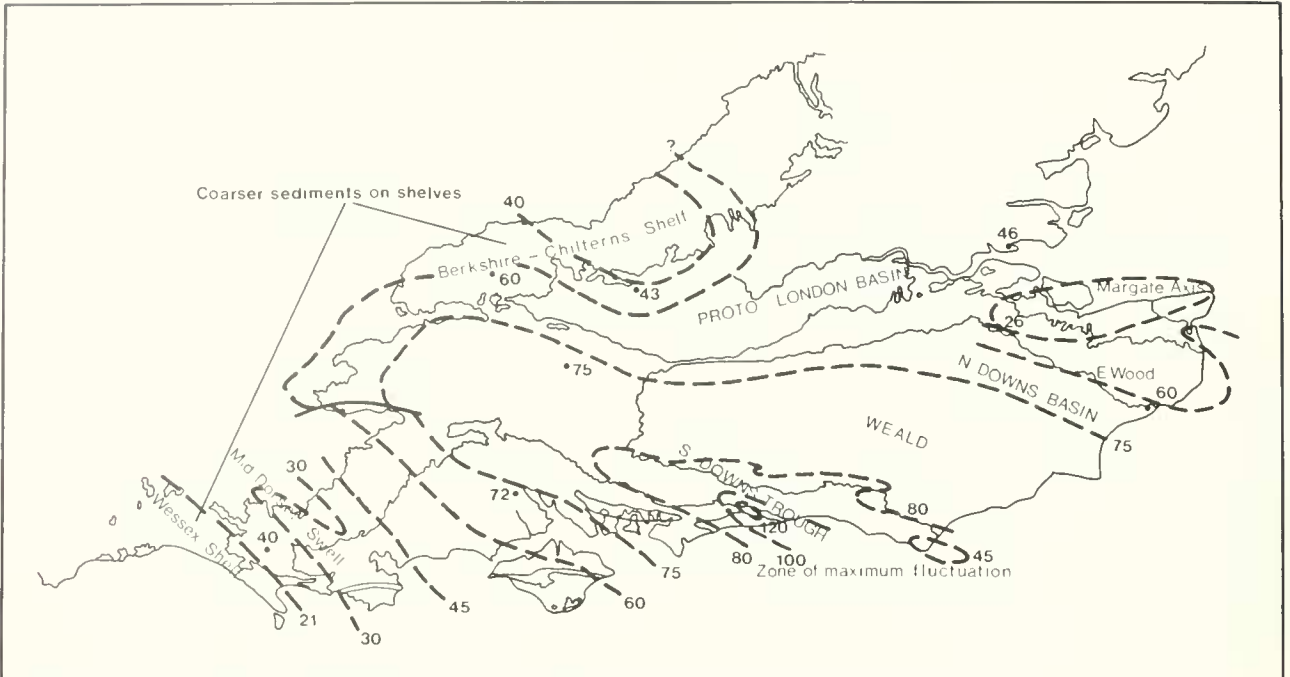 ?
Coarser sediments on shelves
40
Berkshire – Chilterns Shelf
60
43
46
PROTO LONDON BASIN
Margate Axis
26
75
E Wood
N DOWNS BASIN
60
WEALD
75
Mid Dorset Swell
30
S DOWNS TROUGH
Wessex Shelf
72
80
40
120
80
100
45
75
Zone of maximum fluctuation
60
45
21
30